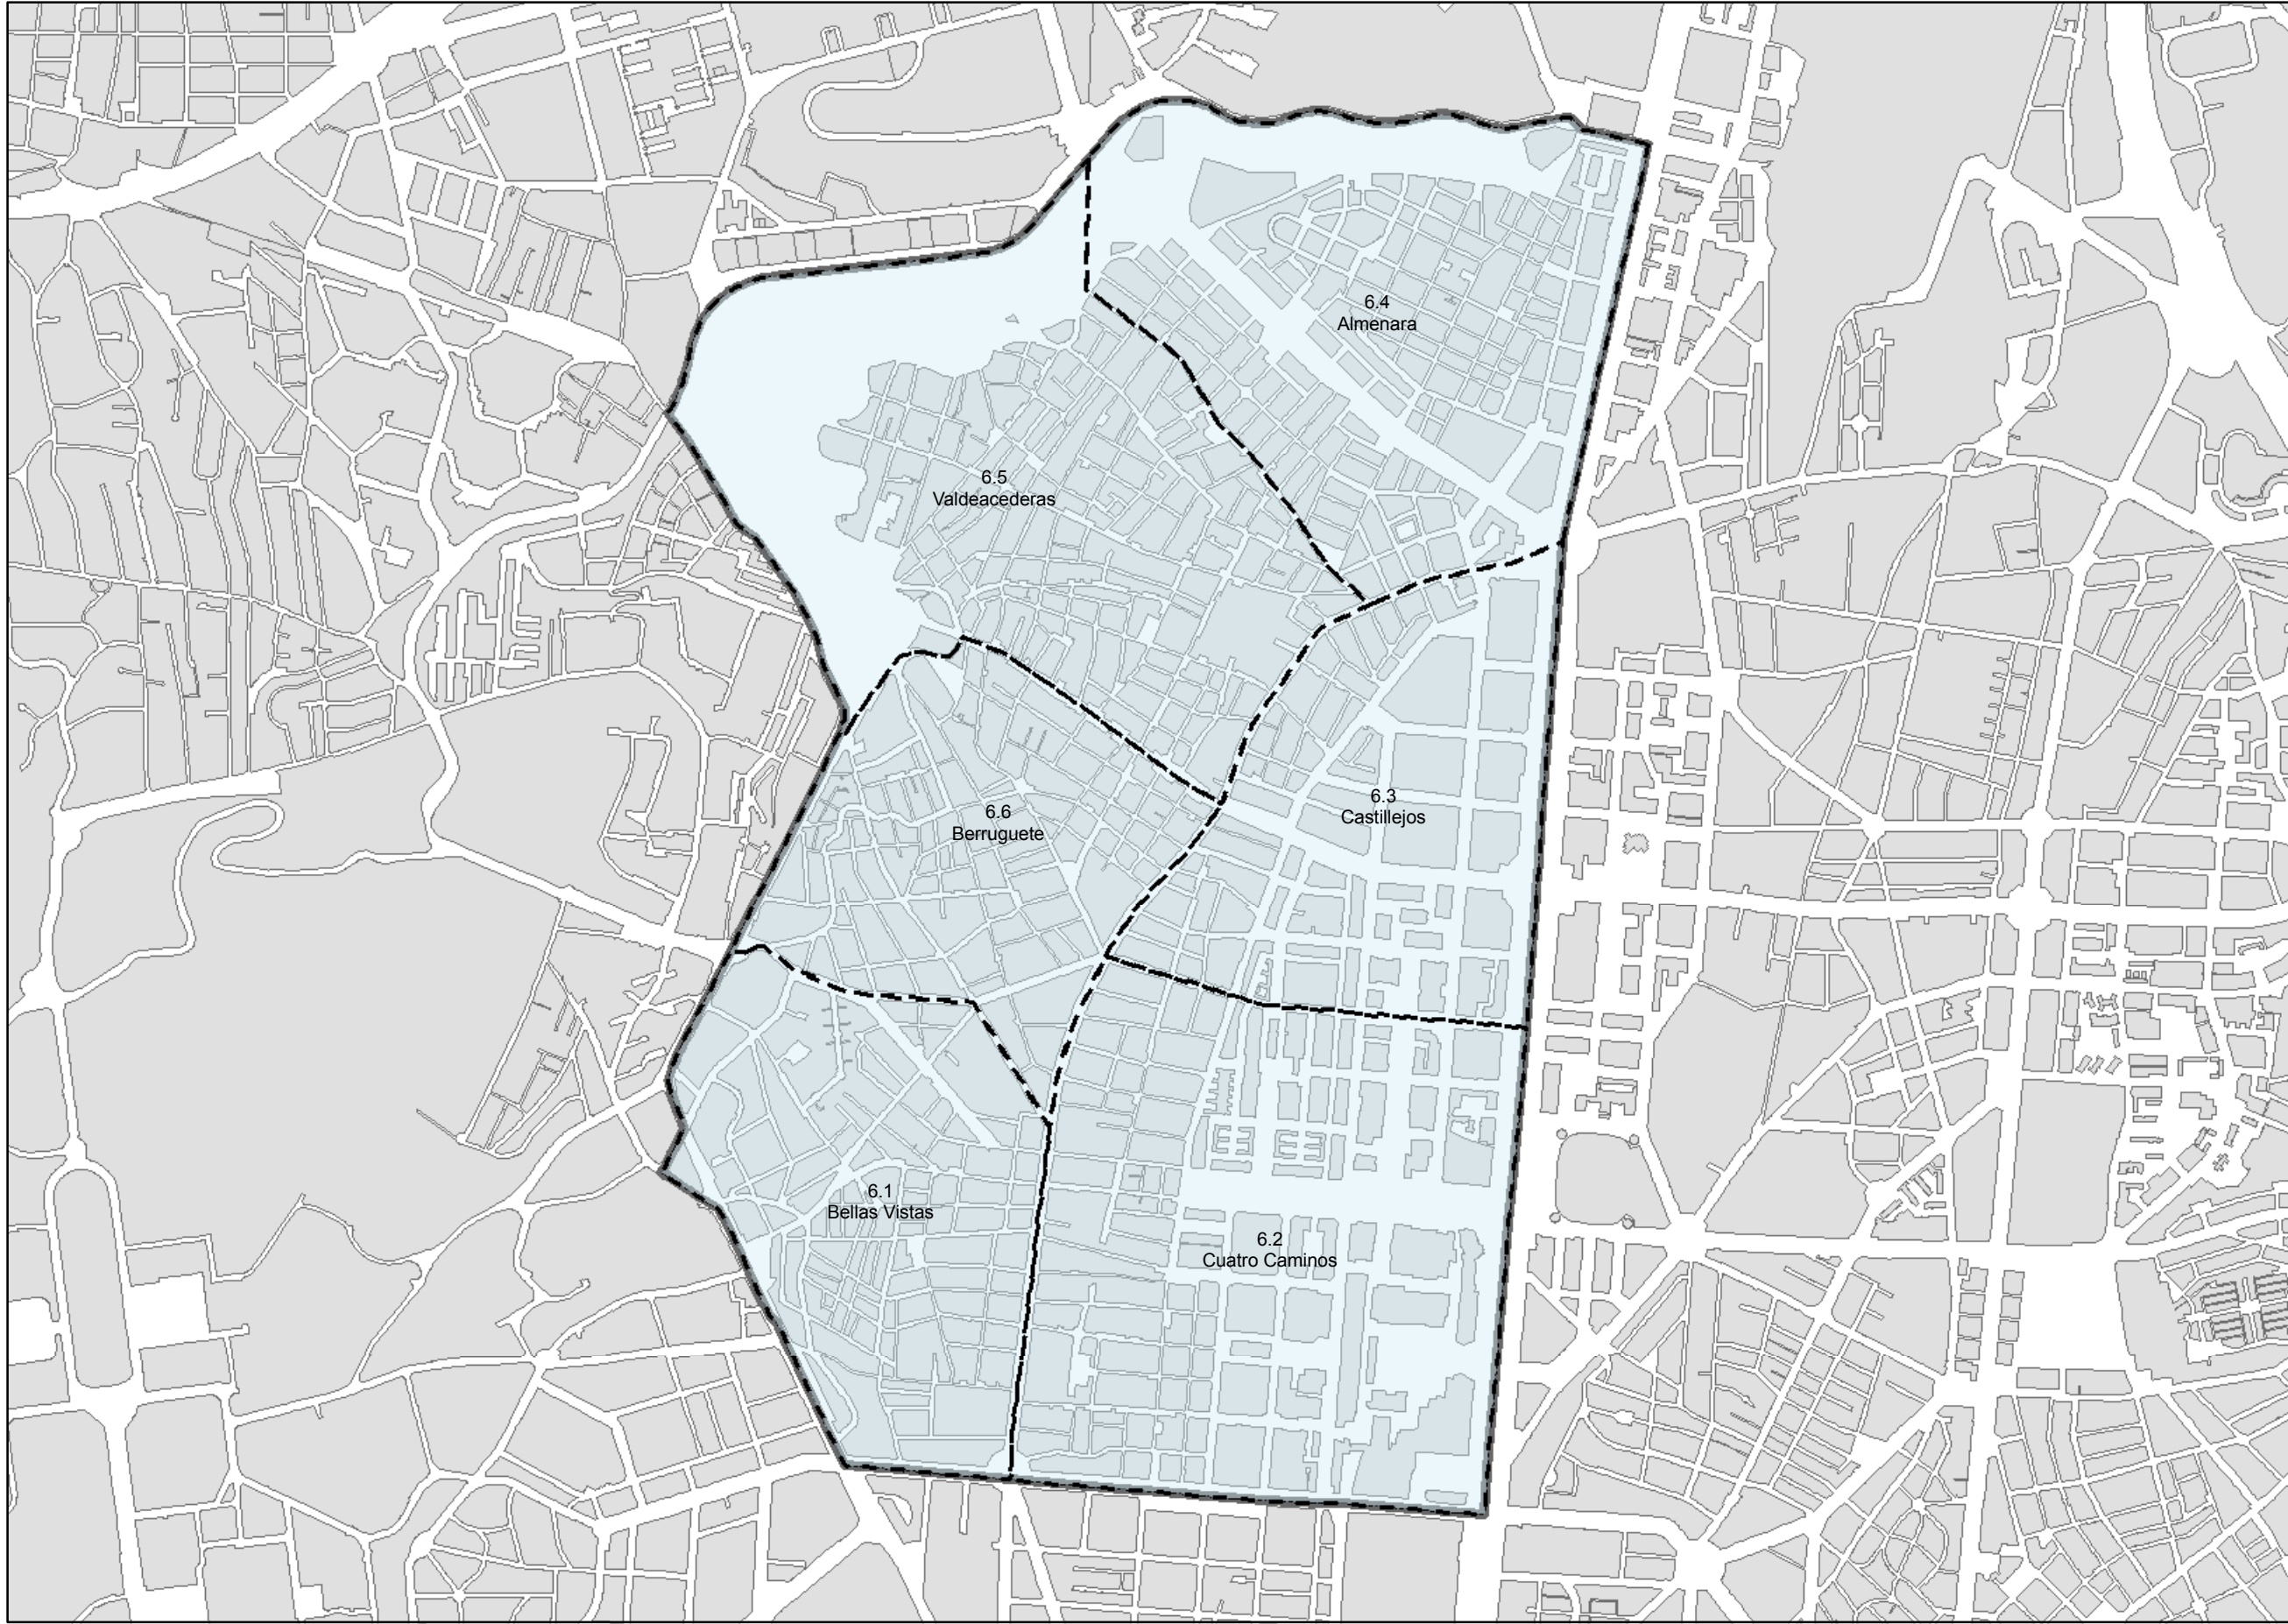 6.4
Almenara
6.5
Valdeacederas
6.3
Castillejos
6.6
Berruguete
6.1
Bellas Vistas
6.2
Cuatro Caminos